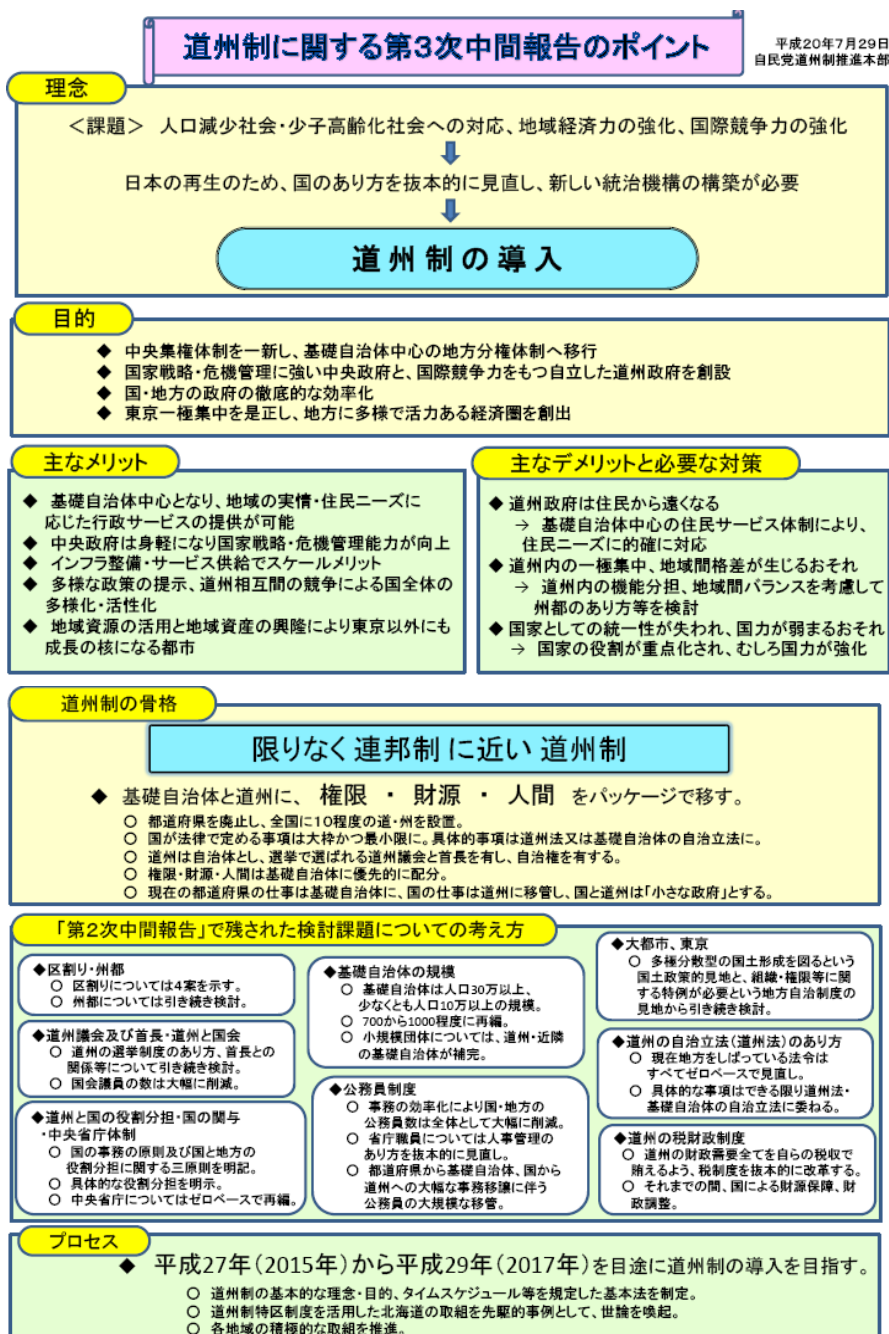 道州制に関する第3次中間報告のポイント
平成20年7月29日
自民党道州制推進本部
理念
＜課題＞ 人口減少社会・少子高齢化社会への対応、地域経済力の強化、国際競争力の強化
日本の再生のため、国のあり方を抜本的に見直し、新しい統治機構の構築が必要
道州制の導入
目的
◆ 中央集権体制を一新し、基礎自治体中心の地方分権体制へ移行
◆ 国家戦略・危機管理に強い中央政府と、国際競争力をもつ自立した道州政府を創設
◆ 国・地方の政府の徹底的な効率化
◆ 東京一極集中を是正し、地方に多様で活力ある経済圏を創出
主なメリット
◆ 基礎自治体中心となり、地域の実情・住民ニーズに
応じた行政サービスの提供が可能
◆ 中央政府は身軽になり国家戦略・危機管理能力が向上
◆ インフラ整備・サービス供給でスケールメリット
◆ 多様な政策の提示、道州相互間の競争による国全体の
多様化・活性化
◆ 地域資源の活用と地域資産の興隆により東京以外にも
成長の核になる都市
主なデメリットと必要な対策
◆ 道州政府は住民から遠くなる
→ 基礎自治体中心の住民サービス体制により、
住民ニーズに的確に対応
◆ 道州内の一極集中、地域間格差が生じるおそれ
→ 道州内の機能分担、地域間バランスを考慮して
州都のあり方等を検討
◆ 国家としての統一性が失われ、国力が弱まるおそれ
→ 国家の役割が重点化され、むしろ国力が強化
道州制の骨格
限りなく 連邦制 に近い 道州制
◆ 基礎自治体と道州に、 権限 ・ 財源 ・ 人間 をパッケージで移す。
○ 都道府県を廃止し、全国に10程度の道・州を設置。
○ 国が法律で定める事項は大枠かつ最小限に。具体的事項は道州法又は基礎自治体の自治立法に。
○ 道州は自治体とし、選挙で選ばれる道州議会と首長を有し、自治権を有する。
○ 権限・財源・人間は基礎自治体に優先的に配分。
○ 現在の都道府県の仕事は基礎自治体に、国の仕事は道州に移管し、国と道州は「小さな政府」とする。
「第2次中間報告」で残された検討課題についての考え方
◆区割り・州都
○ 区割りについては4案を示す。
○ 州都については引き続き検討。
◆道州議会及び首長・道州と国会
○ 道州の選挙制度のあり方、首長との
関係等について引き続き検討。
○ 国会議員の数は大幅に削減。
◆道州と国の役割分担・国の関与
・中央省庁体制
○ 国の事務の原則及び国と地方の
役割分担に関する三原則を明記。
○ 具体的な役割分担を明示。
○ 中央省庁についてはゼロベースで再編。
◆基礎自治体の規模
○ 基礎自治体は人口30万以上、
少なくとも人口10万以上の規模。
○ 700から1000程度に再編。
○ 小規模団体については、道州・近隣
の基礎自治体が補完。
◆公務員制度
○ 事務の効率化により国・地方の
公務員数は全体として大幅に削減。
○ 省庁職員については人事管理の
あり方を抜本的に見直し。
○ 都道府県から基礎自治体、国から
道州への大幅な事務移譲に伴う
公務員の大規模な移管。
◆大都市、東京
○ 多極分散型の国土形成を図るという
国土政策的見地と、組織・権限等に関
する特例が必要という地方自治制度の
見地から引き続き検討。
◆道州の自治立法（道州法）のあり方
○ 現在地方をしばっている法令は
すべてゼロベースで見直し。
○ 具体的な事項はできる限り道州法・
基礎自治体の自治立法に委ねる。
◆道州の税財政制度
○ 道州の財政需要全てを自らの税収で
賄えるよう、税制度を抜本的に改革する。
○ それまでの間、国による財源保障、財
政調整。
プロセス
◆ 平成27年（2015年）から平成29年（2017年）を目途に道州制の導入を目指す。
○ 道州制の基本的な理念・目的、タイムスケジュール等を規定した基本法を制定。
○ 道州制特区制度を活用した北海道の取組を先駆的事例として、世論を喚起。
○ 各地域の積極的な取組を推進。